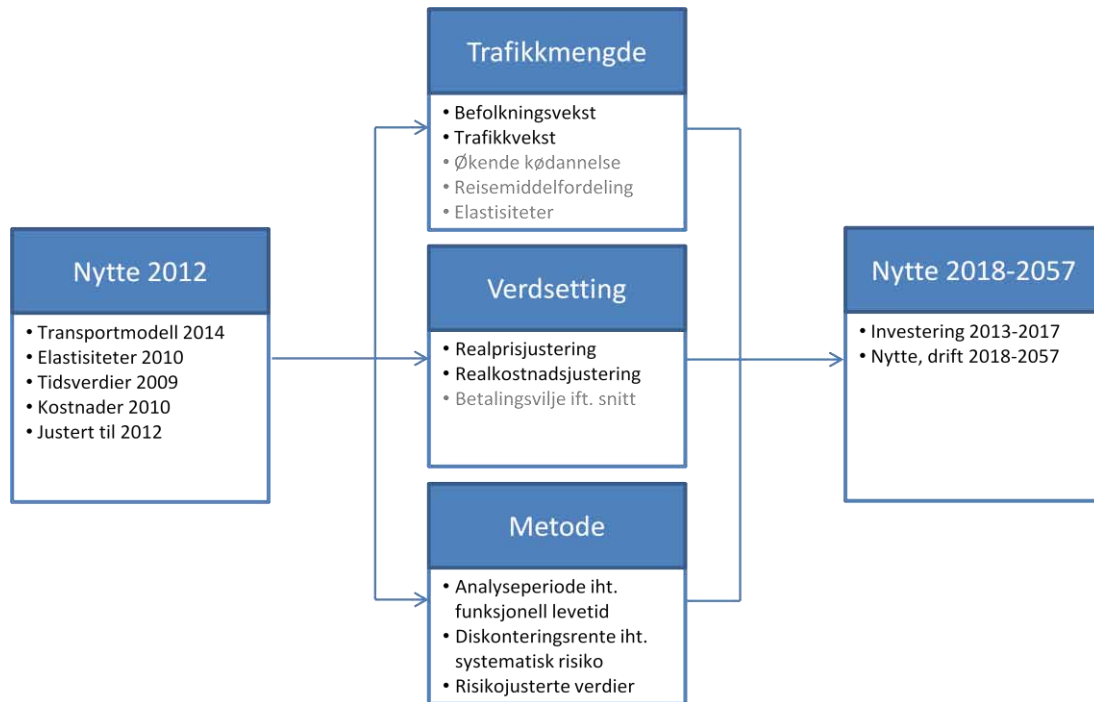 Trafikkmengde
• Befolkningsvekst
• Trafikkvekst
• Økende kødannelse
• Reisemiddelfordeling
• Elastisiteter
Nytte 2012
• Transportmodell 2014
• Elastisiteter 2010
• Tidsverdier 2009
• Kostnader 2010
• Justert til 2012
Verdsetting
• Realprisjustering
• Realkostnadsjustering
• Betalingsvilje ift. snitt
Nytte 2018-2057
• Investering 2013-2017
• Nytte, drift 2018-2057
Metode
• Analyseperiode iht.
funksjonell levetid
• Diskonteringsrente iht.
systematisk risiko
• Risikojusterte verdier